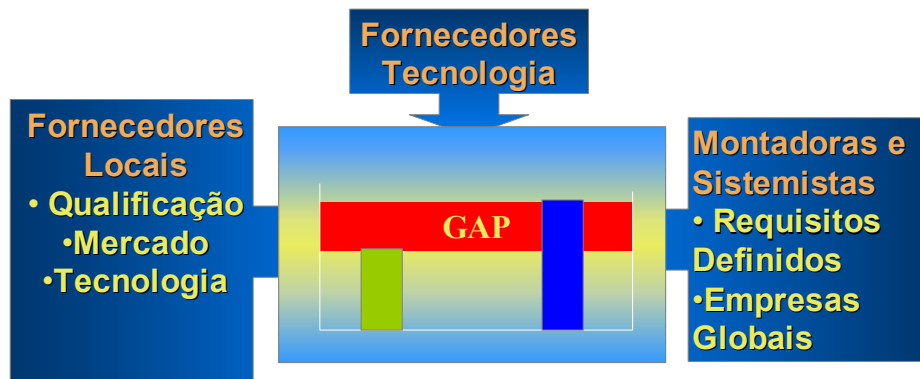 Fornecedores
Tecnologia
Fornecedores
Locais
• Qualificação
•Mercado
•Tecnologia
GAP
Montadoras e
Sistemistas
• Requisitos
Definidos
•Empresas
Globais